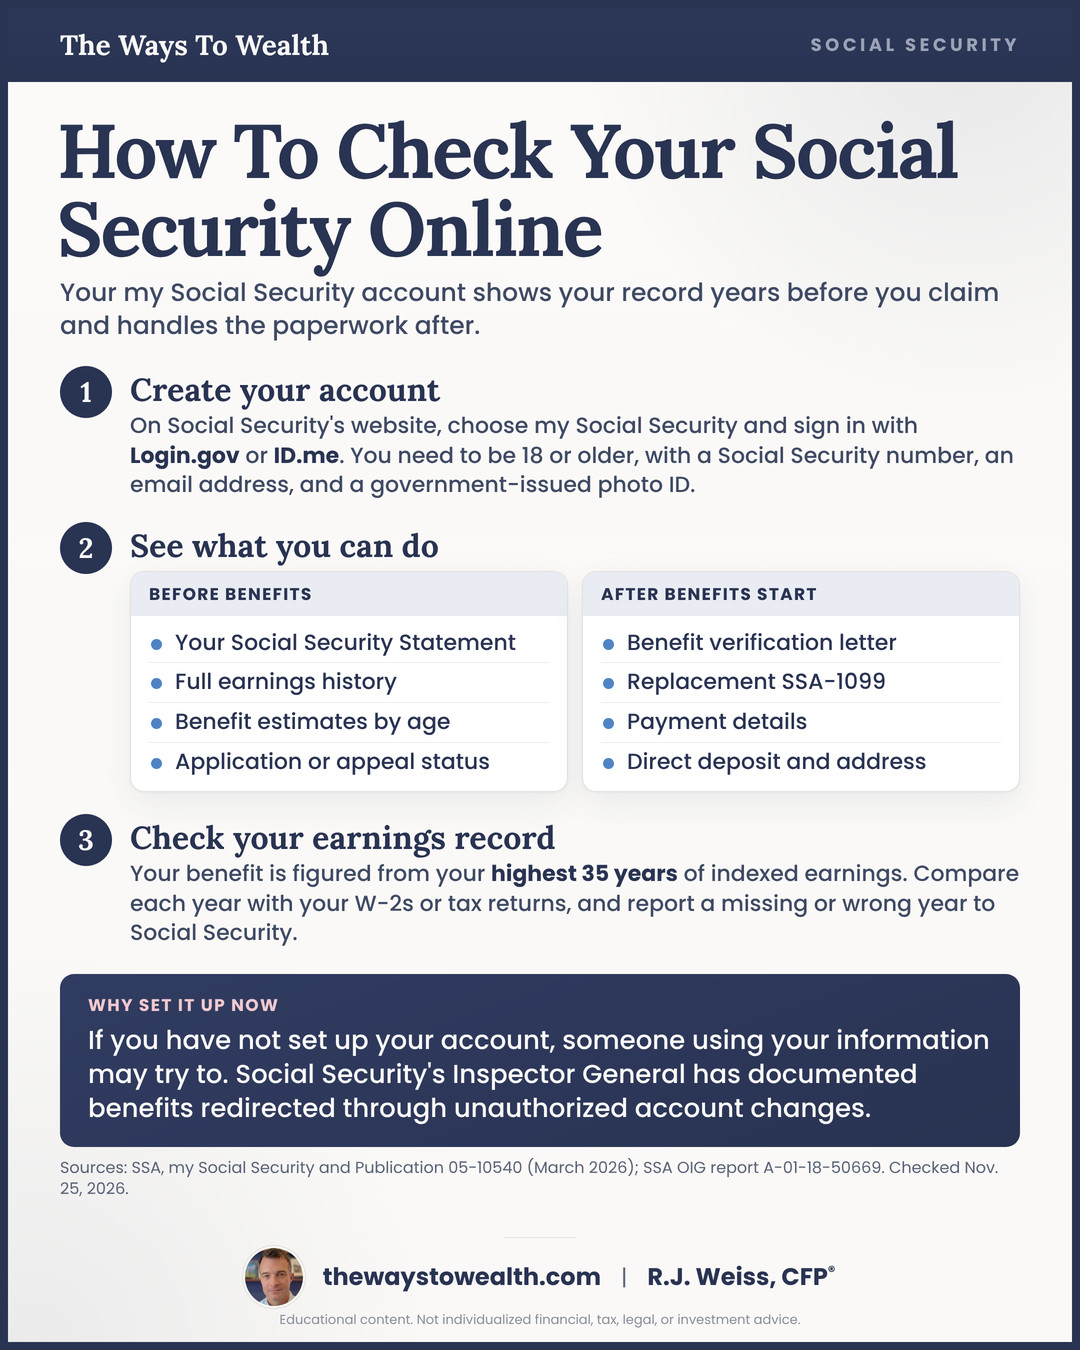 The Ways To Wealth
SOCIAL SECURITY
How To Check Your Social
Security Online
Your my Social Security account shows your record years before you claim
and handles the paperwork after.
1
Create your account
On Social Security's website, choose my Social Security and sign in with
Login.gov or ID.me. You need to be 18 or older, with a Social Security number, an
email address, and a government-issued photo ID.
2
See what you can do
BEFORE BENEFITS
Your Social Security Statement
Full earnings history
Benefit estimates by age
Application or appeal status
AFTER BENEFITS START
Benefit verification letter
Replacement SSA-1099
Payment details
Direct deposit and address
3
Check your earnings record
Your benefit is figured from your highest 35 years of indexed earnings. Compare
each year with your W-2s or tax returns, and report a missing or wrong year to
Social Security.
WHY SET IT UP NOW
If you have not set up your account, someone using your information
may try to. Social Security's Inspector General has documented
benefits redirected through unauthorized account changes.
Sources: SSA, my Social Security and Publication 05-10540 (March 2026); SSA OIG report A-01-18-50669. Checked Nov.
25, 2026.
thewaystowealth.com | R.J. Weiss, CFP®
Educational content. Not individualized financial, tax, legal, or investment advice.